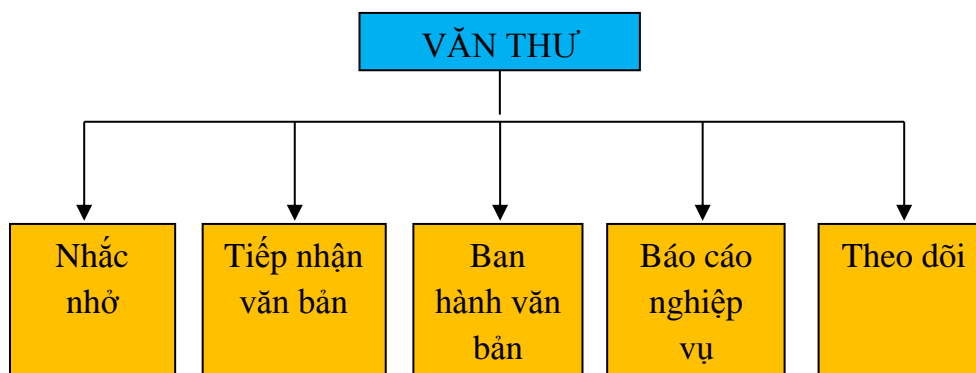 VĂN THƯ
Nhắc
nhở
Tiếp nhận
văn bản
Ban
hành văn
bản
Báo cáo
nghiệp
vụ
Theo dõi